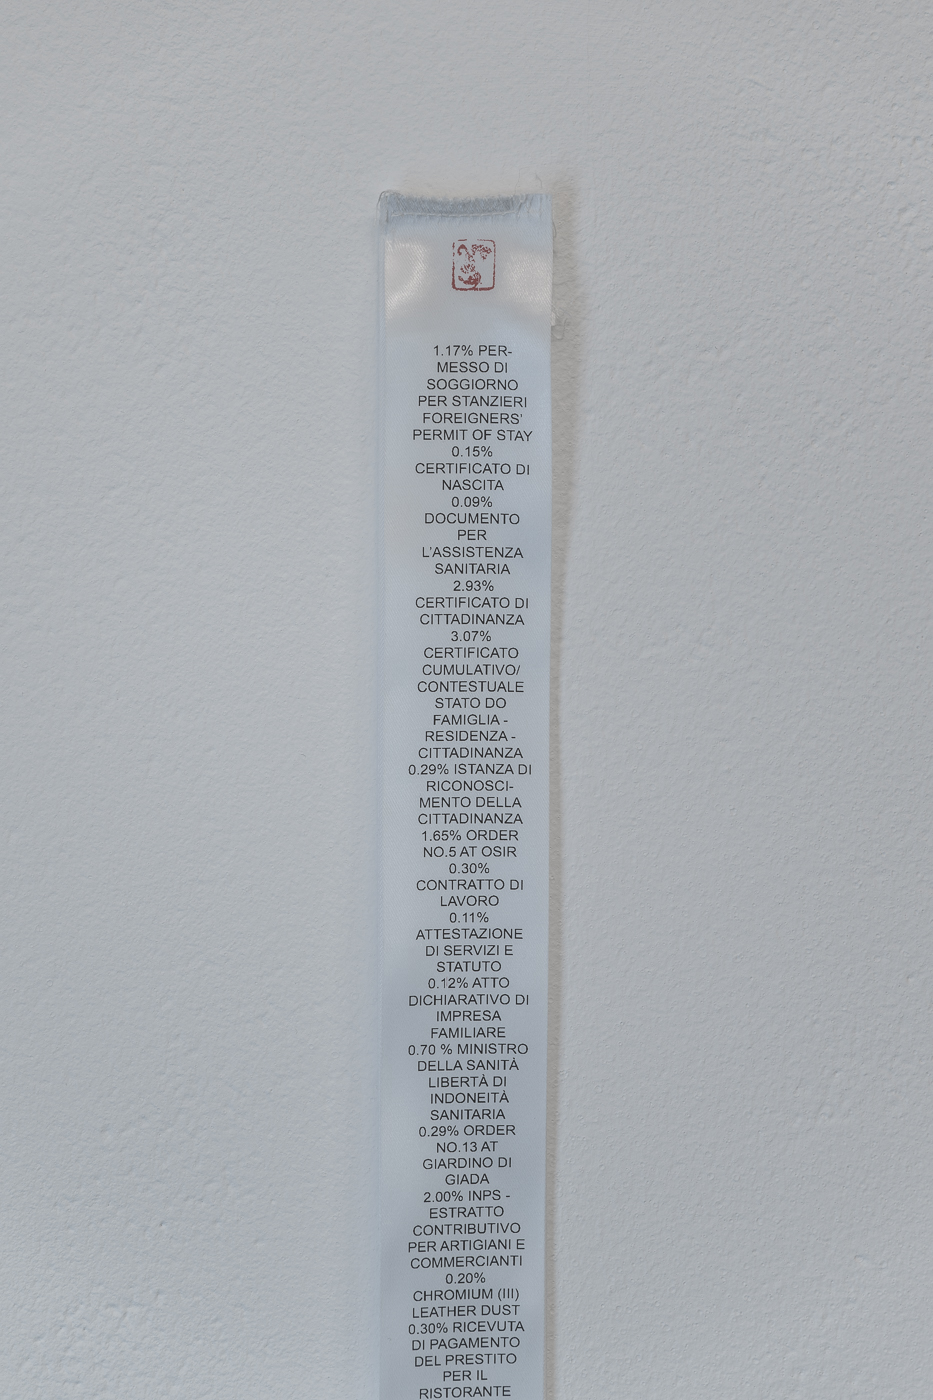 1.17% PER-
MESSO DI
SOGGIORNO
PER STANZIERI
FOREIGNERS'
PERMIT OF STAY
0.15%
CERTIFICATO DI
NASCITA
0.09%
DOCUMENTO
PER
L'ASSISTENZA
SANITARIA
2.93%
CERTIFICATO DI
CITTADINANZA
3.07%
CERTIFICATO
CUMULATIVO/
CONTESTUALE
STATO DO
FAMIGLIA -
RESIDENZA -
CITTADINANZA
0.29% ISTANZA DI
RICONOSCI-
MENTO DELLA
CITTADINANZA
1.65% ORDER
NO.5 AT OSIR
0.30%
CONTRATTO DI
LAVORO
0.11%
ATTESTAZIONE
DI SERVIZI E
STATUTO
0.12% ATTO
DICHIARATIVO DI
IMPRESA
FAMILIARE
0.70 % MINISTRO
DELLA SANITÀ
LIBERTÀ DI
INDONEITÀ
SANITARIA
0.29% ORDER
NO.13 AT
GIARDINO DI
GIADA
2.00% INPS -
ESTRATTO
CONTRIBUTIVO
PER ARTIGIANI E
COMMERCIANTI
0.20%
CHROMIUM (III)
LEATHER DUST
0.30% RICEVUTA
DI PAGAMENTO
DEL PRESTITO
PER IL
RISTORANTE